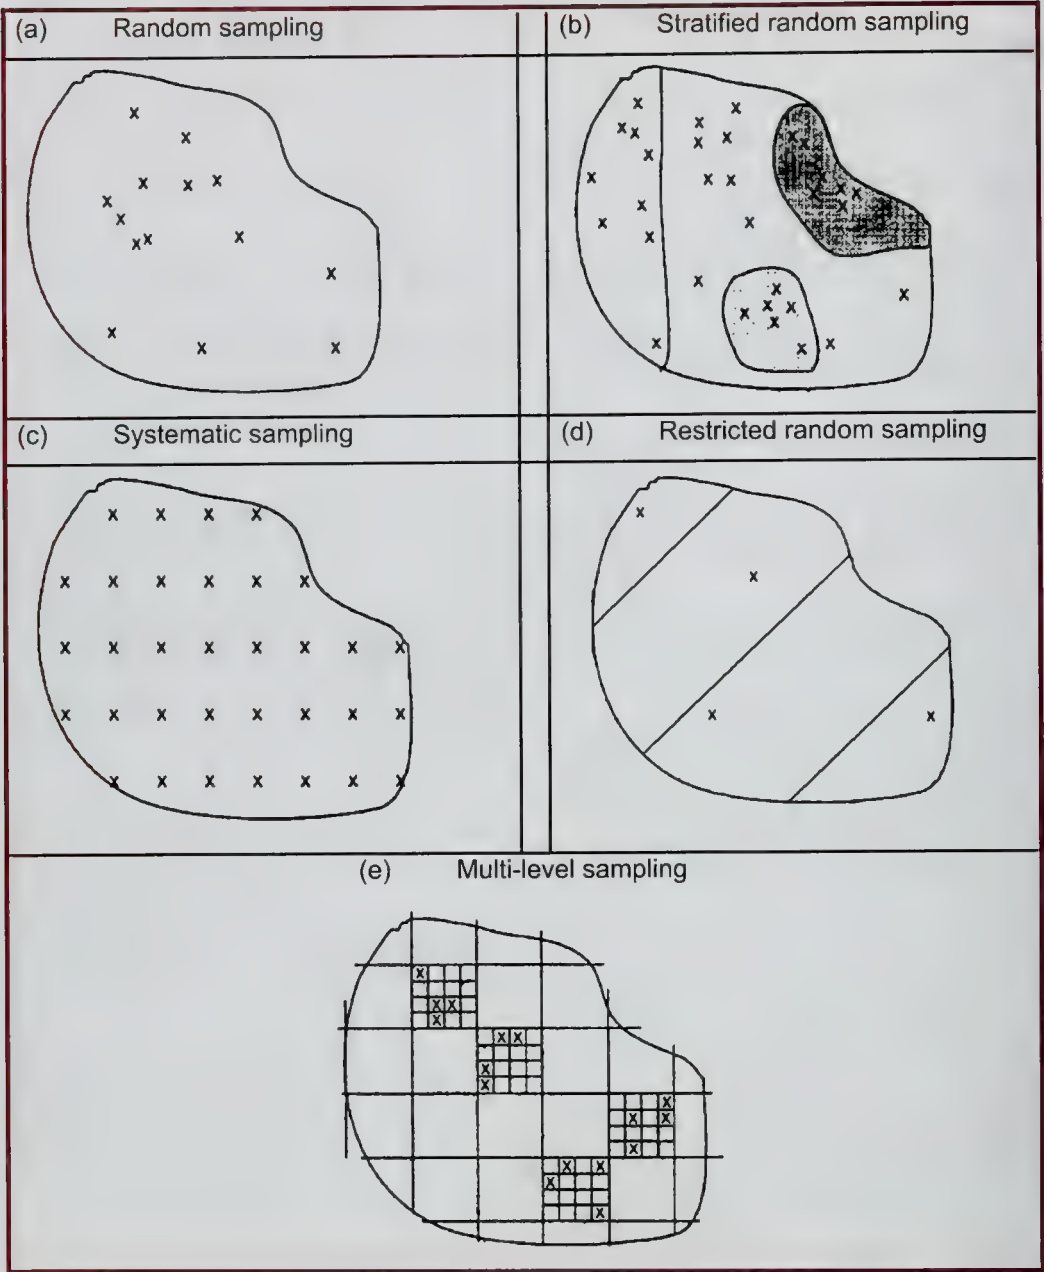 (a) Random sampling
(b) Stratified random sampling
(c) Systematic sampling
(d) Restricted random sampling
(e) Multi-level sampling